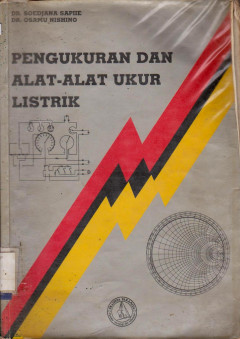 DR. SOEDJANA SAPIIE
DR. OSAMU NISHINO
PENGUKURAN DAN
ALAT-ALAT UKUR
LISTRIK